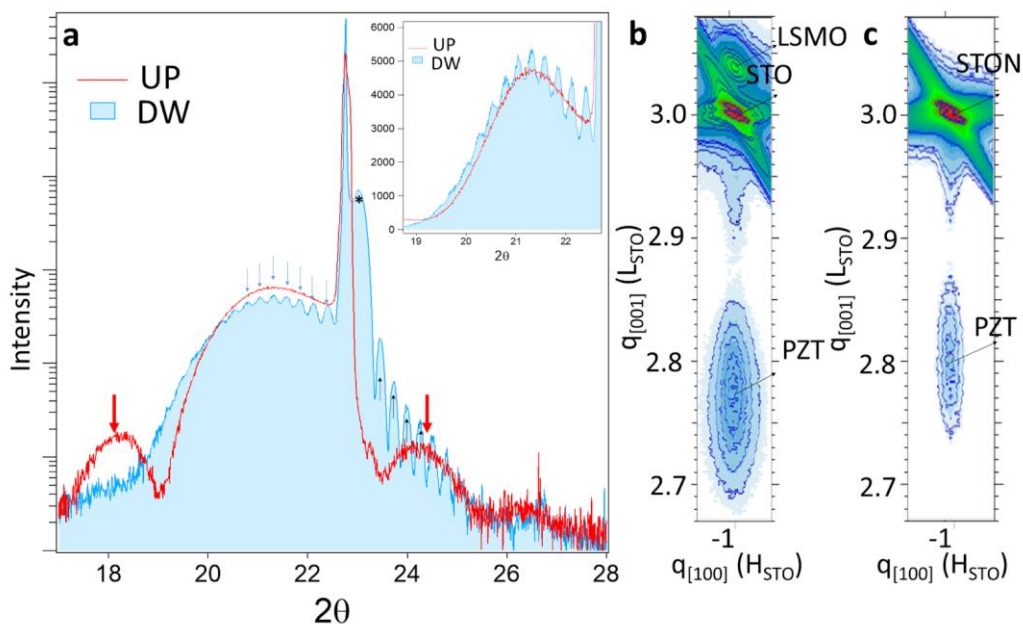 a
UP
DW
*
Intensity
18 20 22 24 26 28
2θ
UP
DW
6000
5000
4000
3000
2000
1000
0
19 20 21 22
2θ
b
LSMO
STO
PZT
3.0
2.9
2.8
2.7
q[001] (LSTO)
-1
q[100] (HSTO)
c
STON
PZT
3.0
2.9
2.8
2.7
q[001] (LSTO)
-1
q[100] (HSTO)